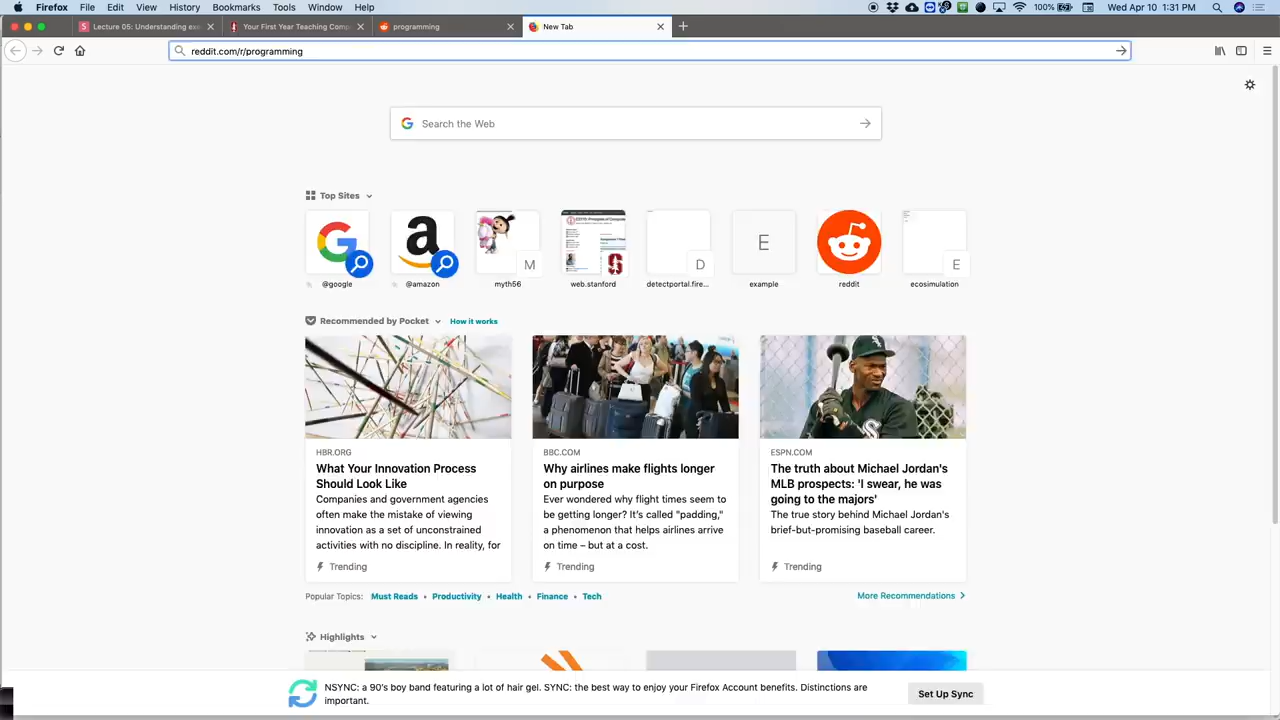 Firefox File Edit View History Bookmarks Tools Window Help
100% Wed Apr 10 1:31 PM
Lecture 05: Understanding exe
Your First Year Teaching Comp
programming
New Tab
reddit.com/r/programming
Search the Web
Top Sites
M
D
E
E
@google
@amazon
myth56
web.stanford
detectportal.fire...
example
reddit
ecosimulation
Recommended by Pocket
How it works
HBR.ORG
What Your Innovation Process
Should Look Like
Companies and government agencies
often make the mistake of viewing
innovation as a set of unconstrained
activities with no discipline. In reality, for
Trending
BBC.COM
Why airlines make flights longer
on purpose
Ever wondered why flight times seem to
be getting longer? It's called "padding,"
a phenomenon that helps airlines arrive
on time – but at a cost.
Trending
ESPN.COM
The truth about Michael Jordan's
MLB prospects: 'I swear, he was
going to the majors'
The true story behind Michael Jordan's
brief-but-promising baseball career.
Trending
Popular Topics: Must Reads • Productivity • Health • Finance • Tech
More Recommendations
Highlights
NSYNC: a 90's boy band featuring a lot of hair gel. SYNC: the best way to enjoy your Firefox Account benefits. Distinctions are
important.
Set Up Sync